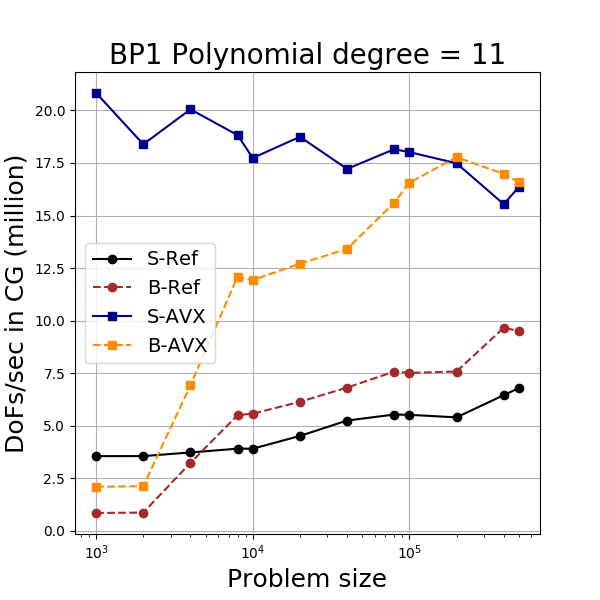 BP1 Polynomial degree = 11
DoFs/sec in CG (million)
20.0
17.5
15.0
12.5
10.0
7.5
5.0
2.5
0.0
S-Ref
B-Ref
S-AVX
B-AVX
10³ 10⁴ 10⁵
Problem size